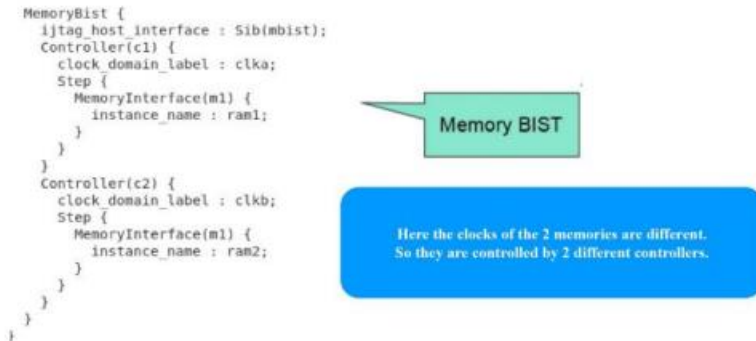 MemoryBist {
ijtag_host_interface : Sib(mbist);
Controller(c1) {
clock_domain_label : clka;
Step {
MemoryInterface(m1) {
instance_name : ram1;
}
}
}
Controller(c2) {
clock_domain_label : clkb;
Step {
MemoryInterface(m1) {
instance_name : ram2;
}
}
}
}
}
Memory BIST
Here the clocks of the 2 memories are different.
So they are controlled by 2 different controllers.